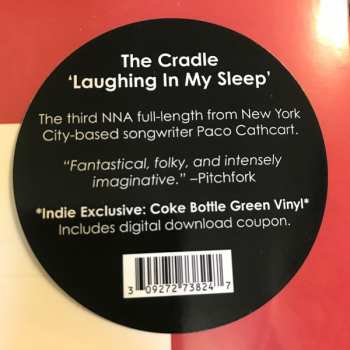 The Cradle
‘Laughing In My Sleep’
The third NNA full-length from New York
City-based songwriter Paco Cathcart.
“Fantastical, folky, and intensely
imaginative.” –Pitchfork
*Indie Exclusive: Coke Bottle Green Vinyl*
Includes digital download coupon.
3 09272 73824 7